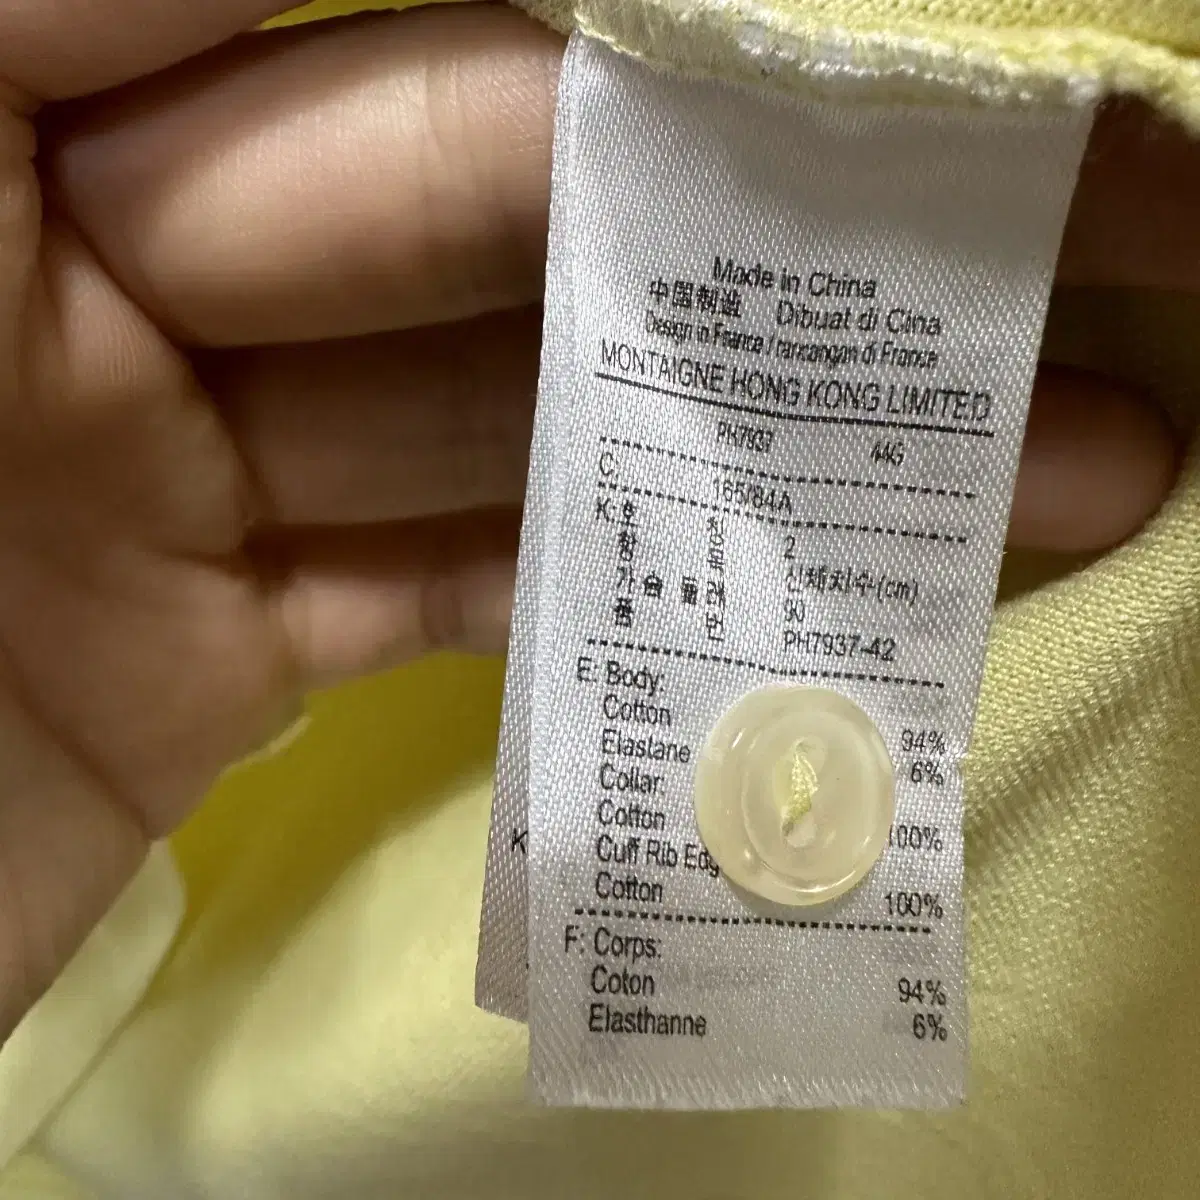 Made in China
中国制造 Dibuat di Cina
Design in France / rancangan di France
MONTAIGNE HONG KONG LIMITED
PH7937 44G
C: 165/84A
K: 호칭 2
가슴둘레 신체치수(cm)
90
품 PH7937-42
E: Body:
Cotton 94%
Elastane 6%
Collar:
Cotton 100%
Cuff Rib Edg
Cotton 100%
F: Corps:
Coton 94%
Elasthanne 6%
K